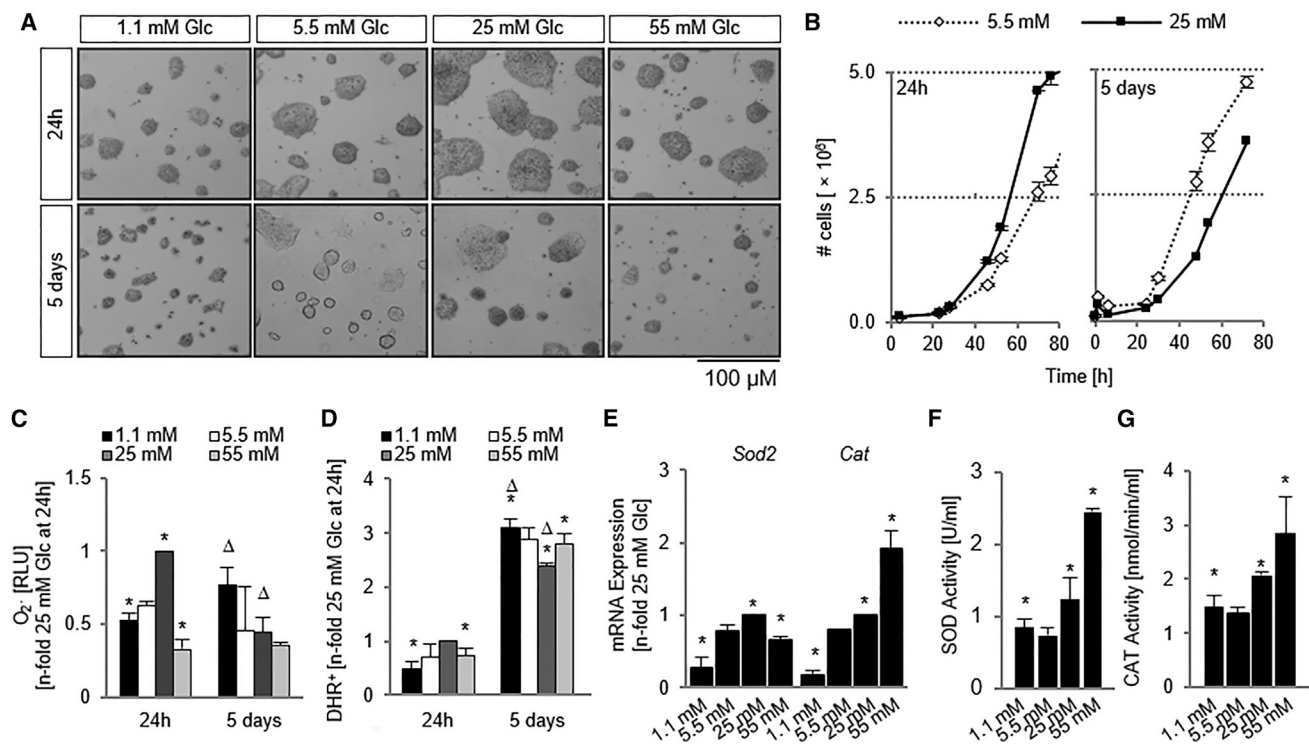 A
1.1 mM Glc
5.5 mM Glc
25 mM Glc
55 mM Glc
24h
5 days
100 µM
B
5.5 mM
25 mM
# cells [ × 10⁶]
5.0
2.5
0.0
24h
5 days
0 20 40 60 80
0 20 40 60 80
Time [h]
C
1.1 mM
5.5 mM
25 mM
55 mM
O₂· [RLU]
[n-fold 25 mM Glc at 24h]
1.5
1
0.5
0
*
*
*
Δ
Δ
24h
5 days
D
1.1 mM
5.5 mM
25 mM
55 mM
DHR⁺ [n-fold 25 mM Glc at 24h]
4
3
2
1
0
*
*
Δ
*
Δ
*
*
24h
5 days
E
Sod2
Cat
mRNA Expression
[n-fold 25 mM Glc]
3
2
1
0
*
*
*
*
*
*
1.1 mM
5.5 mM
25 mM
55 mM
1.1 mM
5.5 mM
25 mM
55 mM
F
SOD Activity [U/ml]
3
2
1
0
*
*
*
1.1 mM
5.5 mM
25 mM
55 mM
G
CAT Activity [nmol/min/ml]
4
3
2
1
0
*
*
*
1.1 mM
5.5 mM
25 mM
55 mM